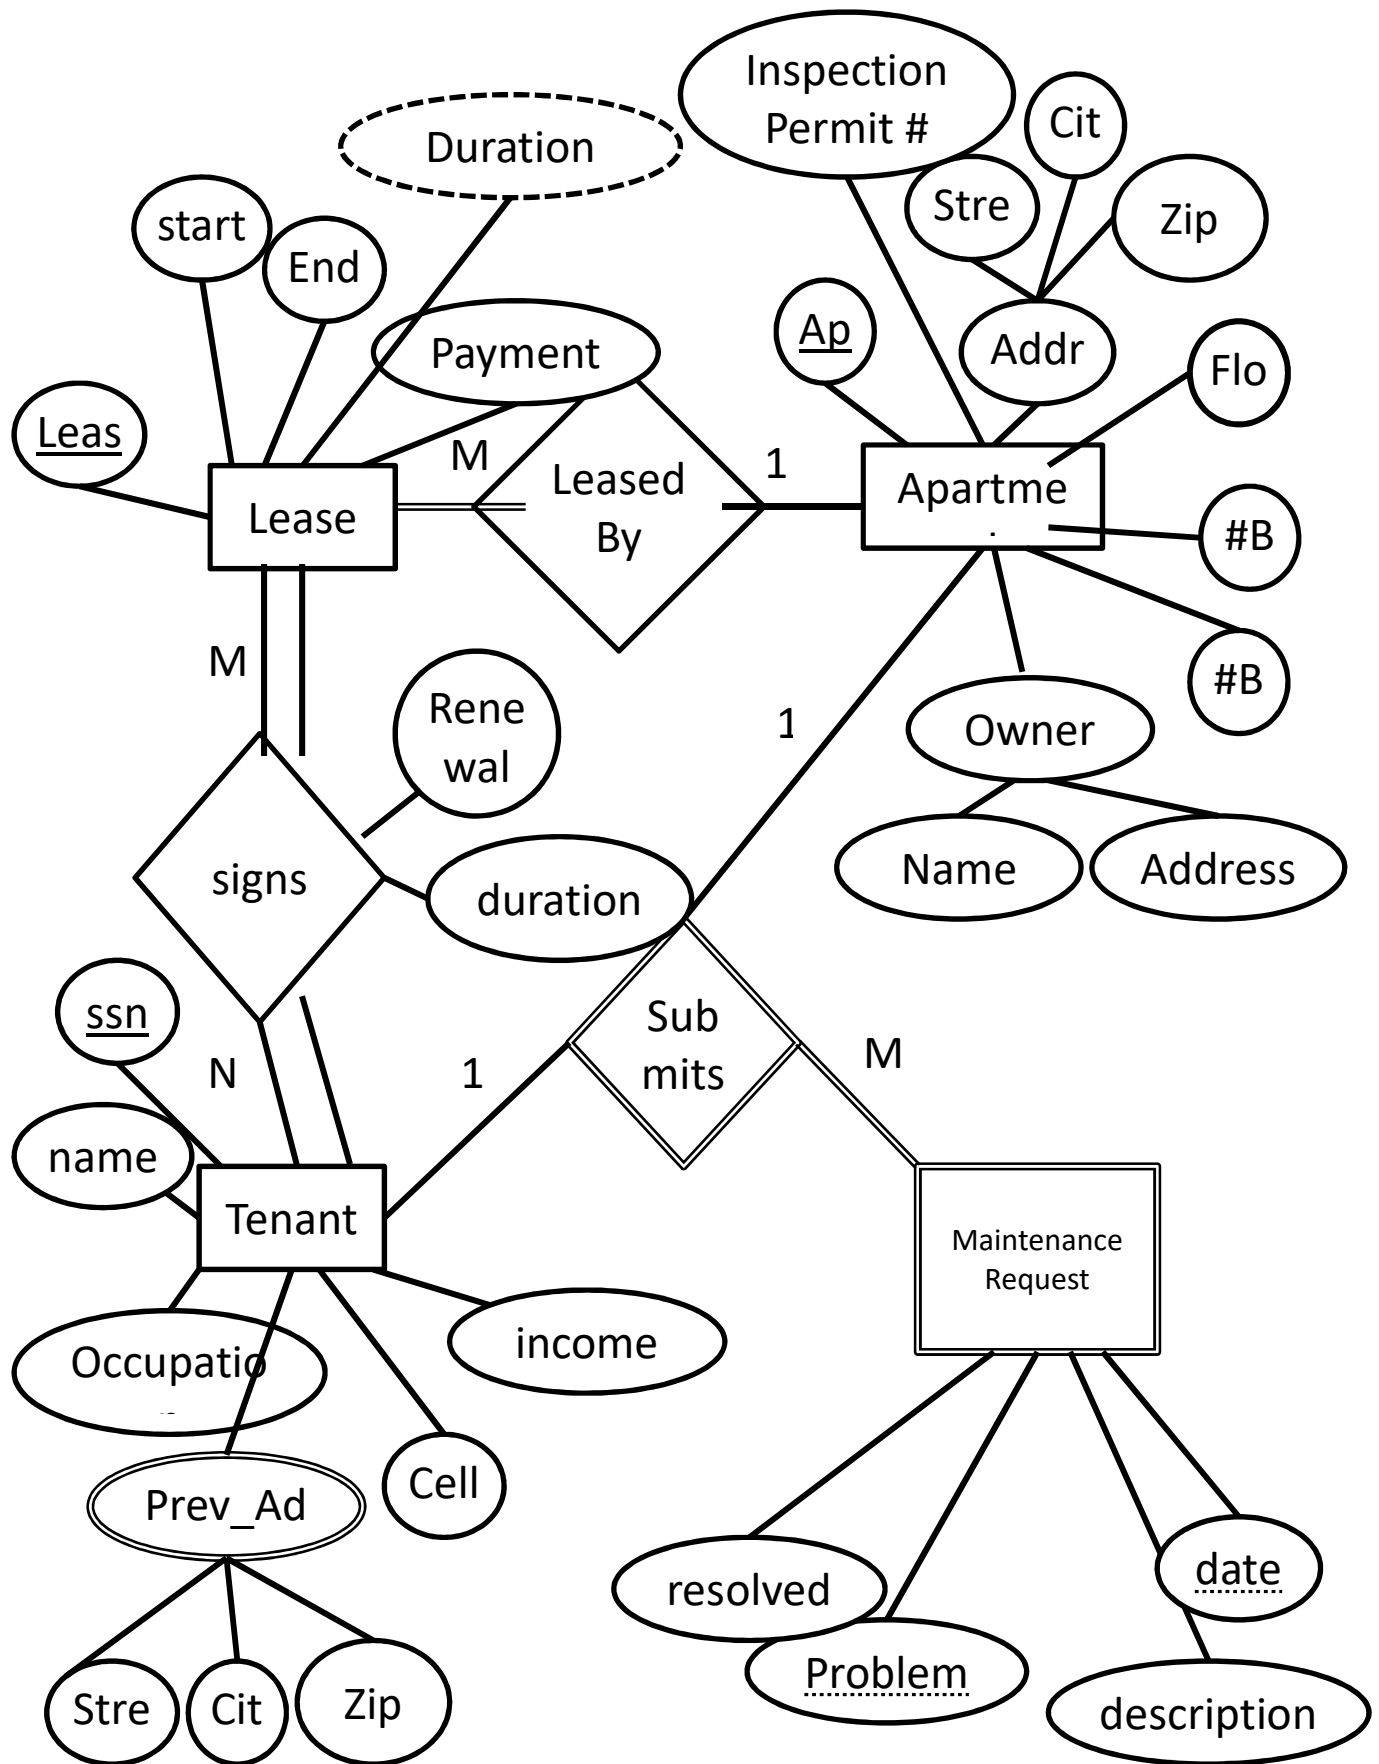 Inspection
Permit #
Cit
Duration
Stre
Zip
start
End
Ap
Addr
Payment
Flo
Leas
M
1
Leased
By
Apartme
Lease
#B
M
#B
Rene
wal
1
Owner
signs
duration
Name
Address
ssn
Sub
mits
N
1
M
name
Tenant
Maintenance
Request
income
Occupatio
Cell
Prev_Ad
resolved
date
Problem
Stre
Cit
Zip
description